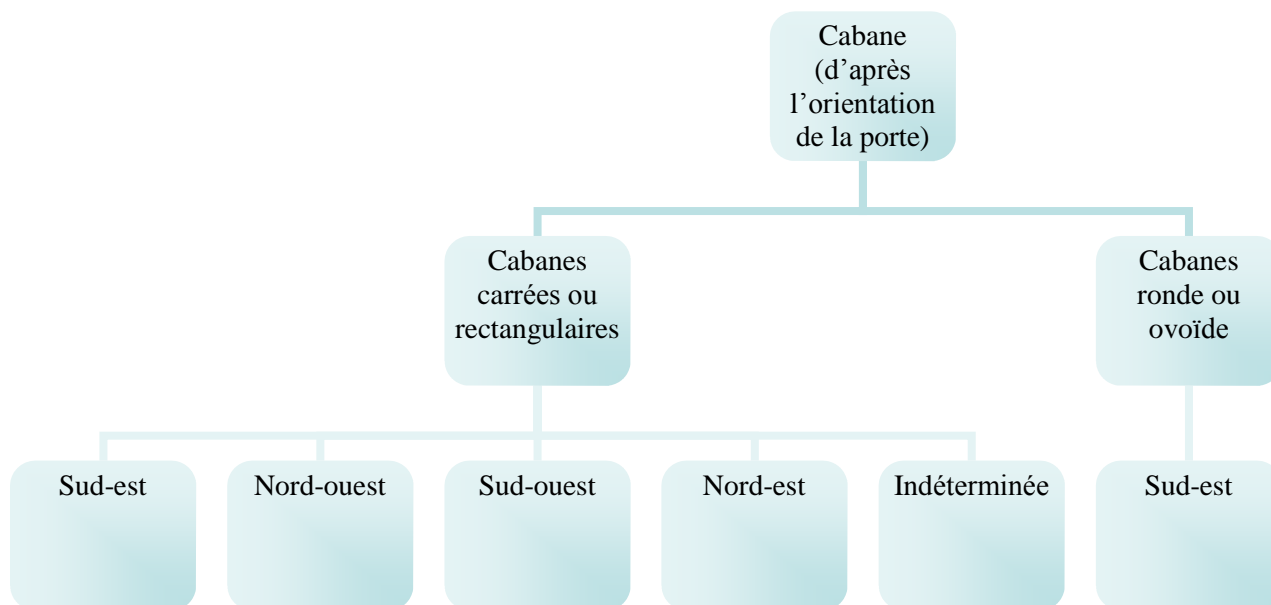 Cabane
(d’après
l’orientation
de la porte)
Cabanes
carrées ou
rectangulaires
Cabanes
ronde ou
ovoïde
Sud-est
Nord-ouest
Sud-ouest
Nord-est
Indéterminée
Sud-est